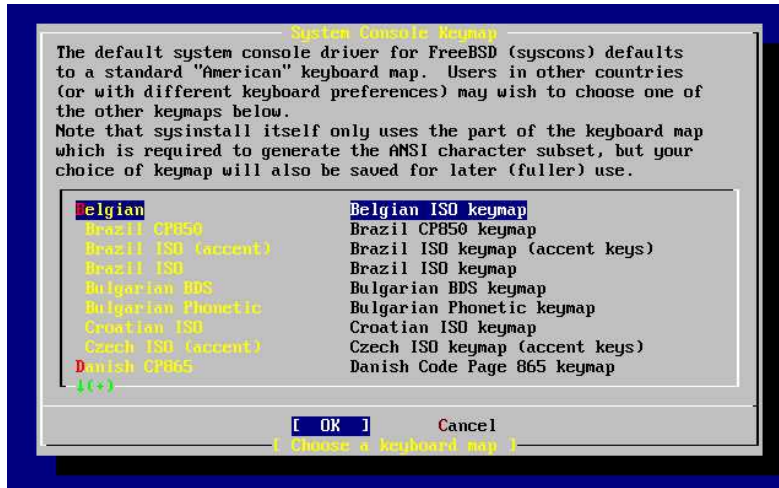 System Console Keymap
The default system console driver for FreeBSD (syscons) defaults
to a standard "American" keyboard map.  Users in other countries
(or with different keyboard preferences) may wish to choose one of
the other keymaps below.
Note that sysinstall itself only uses the part of the keyboard map
which is required to generate the ANSI character subset, but your
choice of keymap will also be saved for later (fuller) use.
Belgian Belgian ISO keymap
Brazil CP850 Brazil CP850 keymap
Brazil ISO (accent) Brazil ISO keymap (accent keys)
Brazil ISO Brazil ISO keymap
Bulgarian BDS Bulgarian BDS keymap
Bulgarian Phonetic Bulgarian Phonetic keymap
Croatian ISO Croatian ISO keymap
Czech ISO (accent) Czech ISO keymap (accent keys)
Danish CP865 Danish Code Page 865 keymap
↓(+)
[ OK ] Cancel
[ Choose a keyboard map ]